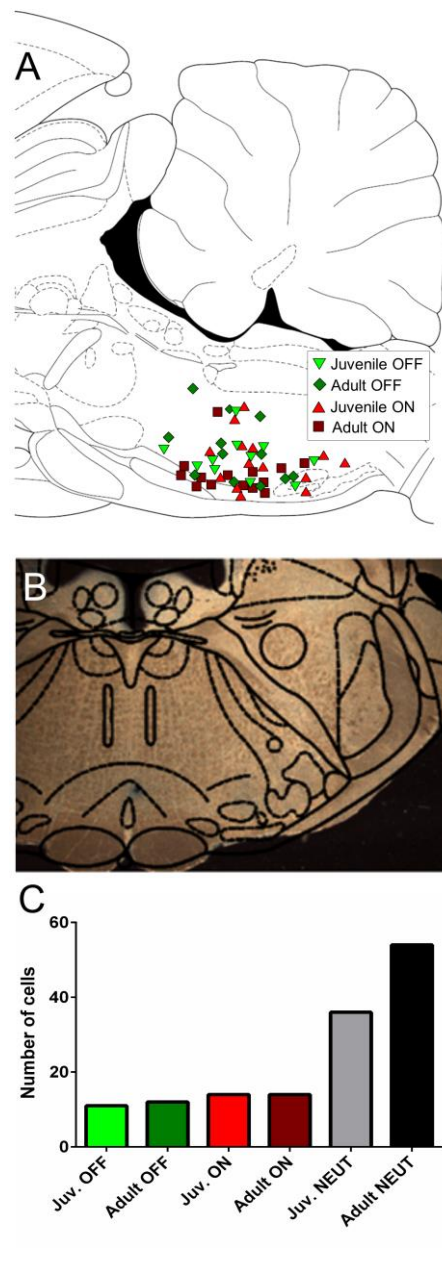 A
Juvenile OFF
Adult OFF
Juvenile ON
Adult ON
B
C
Number of cells
60
40
20
0
Juv. OFF
Adult OFF
Juv. ON
Adult ON
Juv. NEUT
Adult NEUT